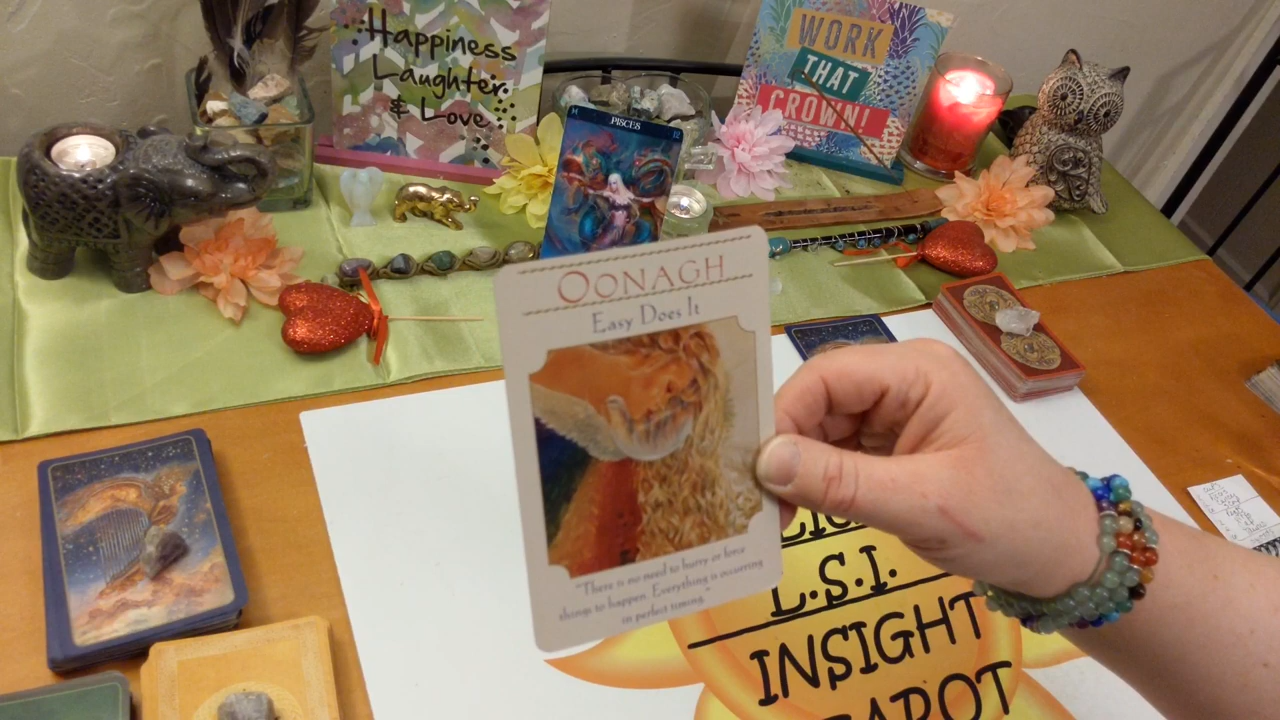 Happiness
Laughter
& Love
WORK
THAT
CROWN!
PISCES
12
OONAGH
Easy Does It
"There is no need to hurry or force
things to happen. Everything is occurring
in perfect timing."
L.S.I.
INSIGHT
TAROT